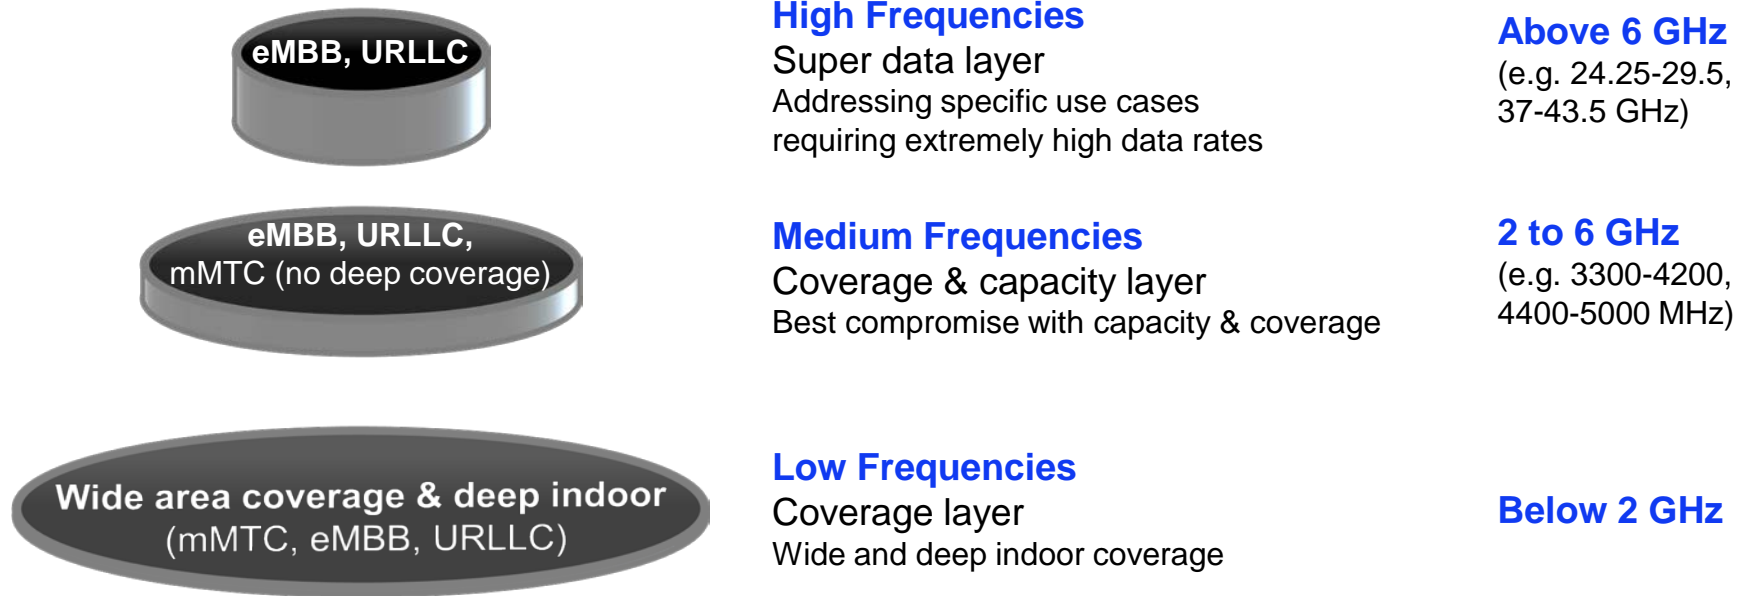 eMBB, URLLC
High Frequencies
Super data layer
Addressing specific use cases
requiring extremely high data rates
Above 6 GHz
(e.g. 24.25-29.5,
37-43.5 GHz)
eMBB, URLLC,
mMTC (no deep coverage)
Medium Frequencies
Coverage & capacity layer
Best compromise with capacity & coverage
2 to 6 GHz
(e.g. 3300-4200,
4400-5000 MHz)
Wide area coverage & deep indoor
(mMTC, eMBB, URLLC)
Low Frequencies
Coverage layer
Wide and deep indoor coverage
Below 2 GHz